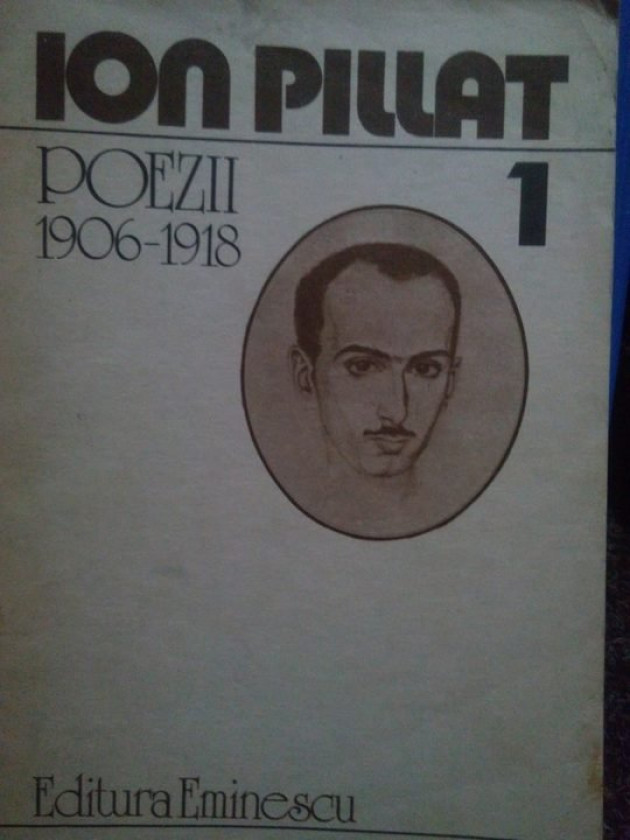 ION PILLAT
POEZII
1906-1918
1
Editura Eminescu